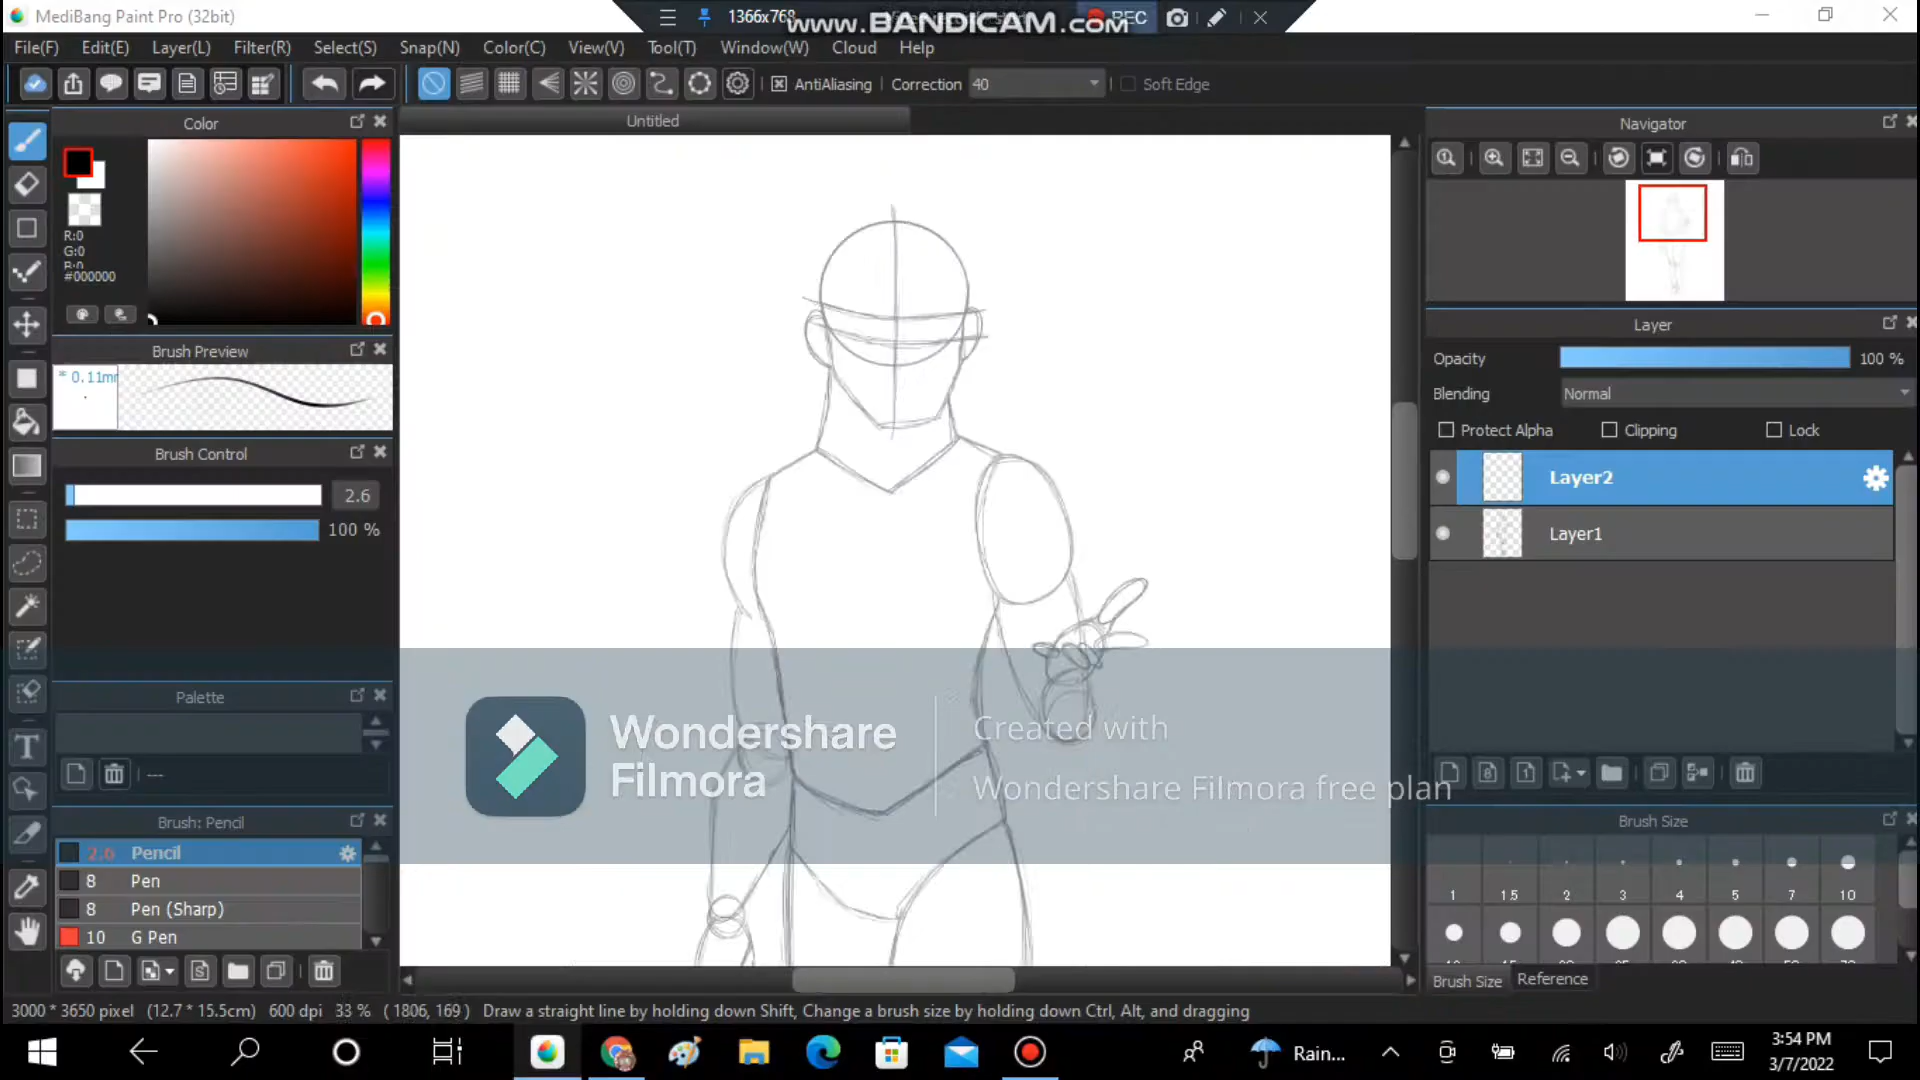 MediBang Paint Pro (32bit)
1366x768
www.BANDICAM.com
REC
File(F) Edit(E) Layer(L) Filter(R) Select(S) Snap(N) Color(C) View(V) Tool(T) Window(W) Cloud Help
AntiAliasing Correction 40 Soft Edge
Color
Untitled
Navigator
R:0
G:0
B:0
#000000
Brush Preview
* 0.11mm
Brush Control
2.6
100 %
Layer
Opacity 100 %
Blending Normal
Protect Alpha Clipping Lock
Layer2
Layer1
Palette
---
Wondershare
Filmora
Created with
Wondershare Filmora free plan
Brush: Pencil
2.6 Pencil
8 Pen
8 Pen (Sharp)
10 G Pen
Brush Size
1 1.5 2 3 4 5 7 10
Brush Size Reference
3000 * 3650 pixel (12.7 * 15.5cm) 600 dpi 33 % ( 1806, 169 ) Draw a straight line by holding down Shift, Change a brush size by holding down Ctrl, Alt, and dragging
Rain...
3:54 PM
3/7/2022